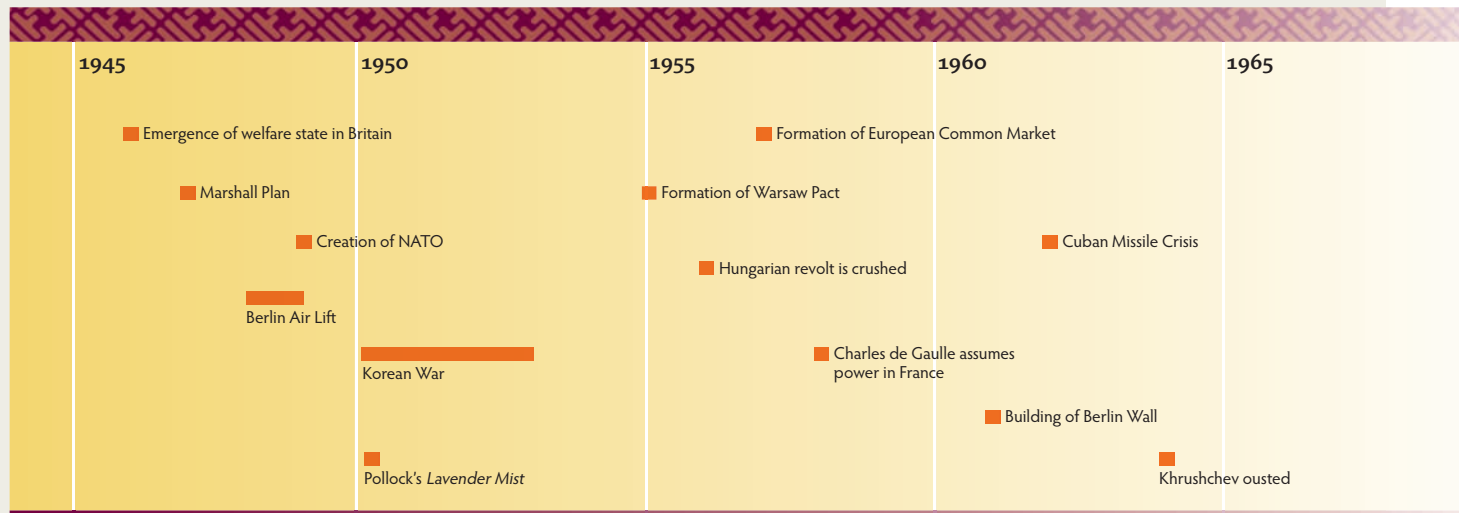 1945
1950
1955
1960
1965
Emergence of welfare state in Britain
Formation of European Common Market
Marshall Plan
Formation of Warsaw Pact
Creation of NATO
Cuban Missile Crisis
Hungarian revolt is crushed
Berlin Air Lift
Korean War
Charles de Gaulle assumes
power in France
Building of Berlin Wall
Pollock's Lavender Mist
Khrushchev ousted